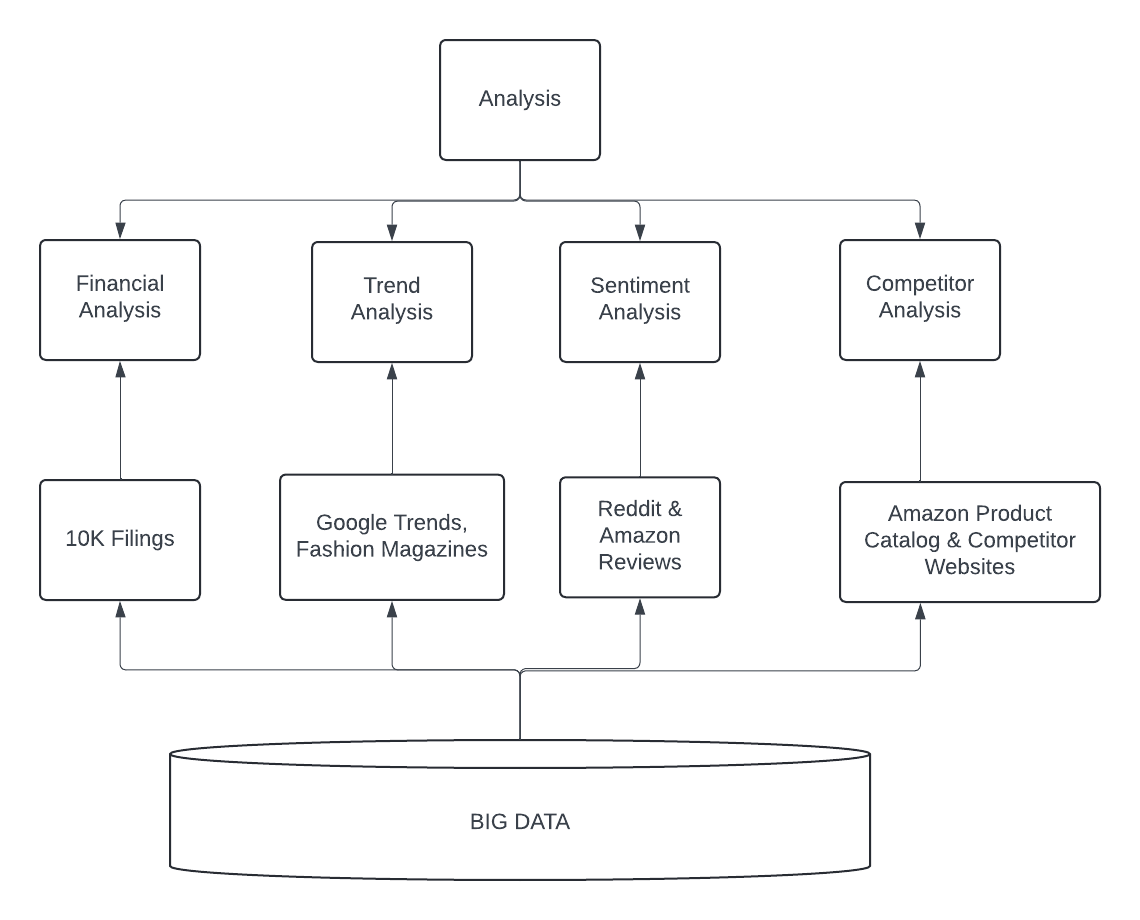 Analysis
Financial
Analysis
Trend
Analysis
Sentiment
Analysis
Competitor
Analysis
10K Filings
Google Trends,
Fashion Magazines
Reddit &
Amazon
Reviews
Amazon Product
Catalog & Competitor
Websites
BIG DATA